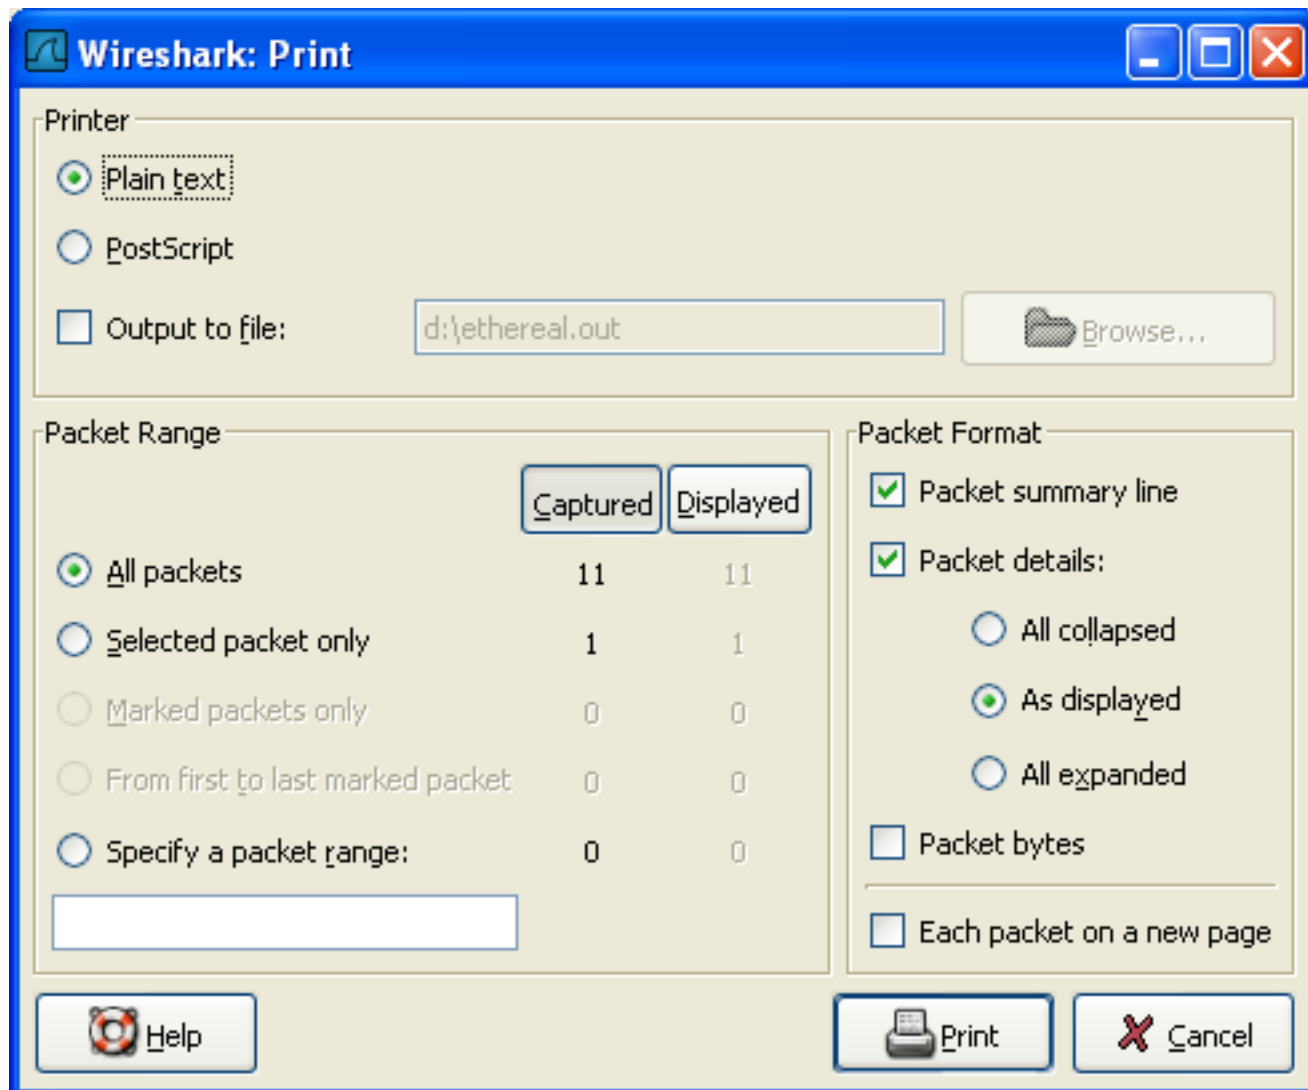 Wireshark: Print
Printer
Plain text
PostScript
Output to file: d:\ethereal.out Browse...
Packet Range
Captured Displayed
All packets 11 11
Selected packet only 1 1
Marked packets only 0 0
From first to last marked packet 0 0
Specify a packet range: 0 0
Packet Format
Packet summary line
Packet details:
All collapsed
As displayed
All expanded
Packet bytes
Each packet on a new page
Help Print Cancel